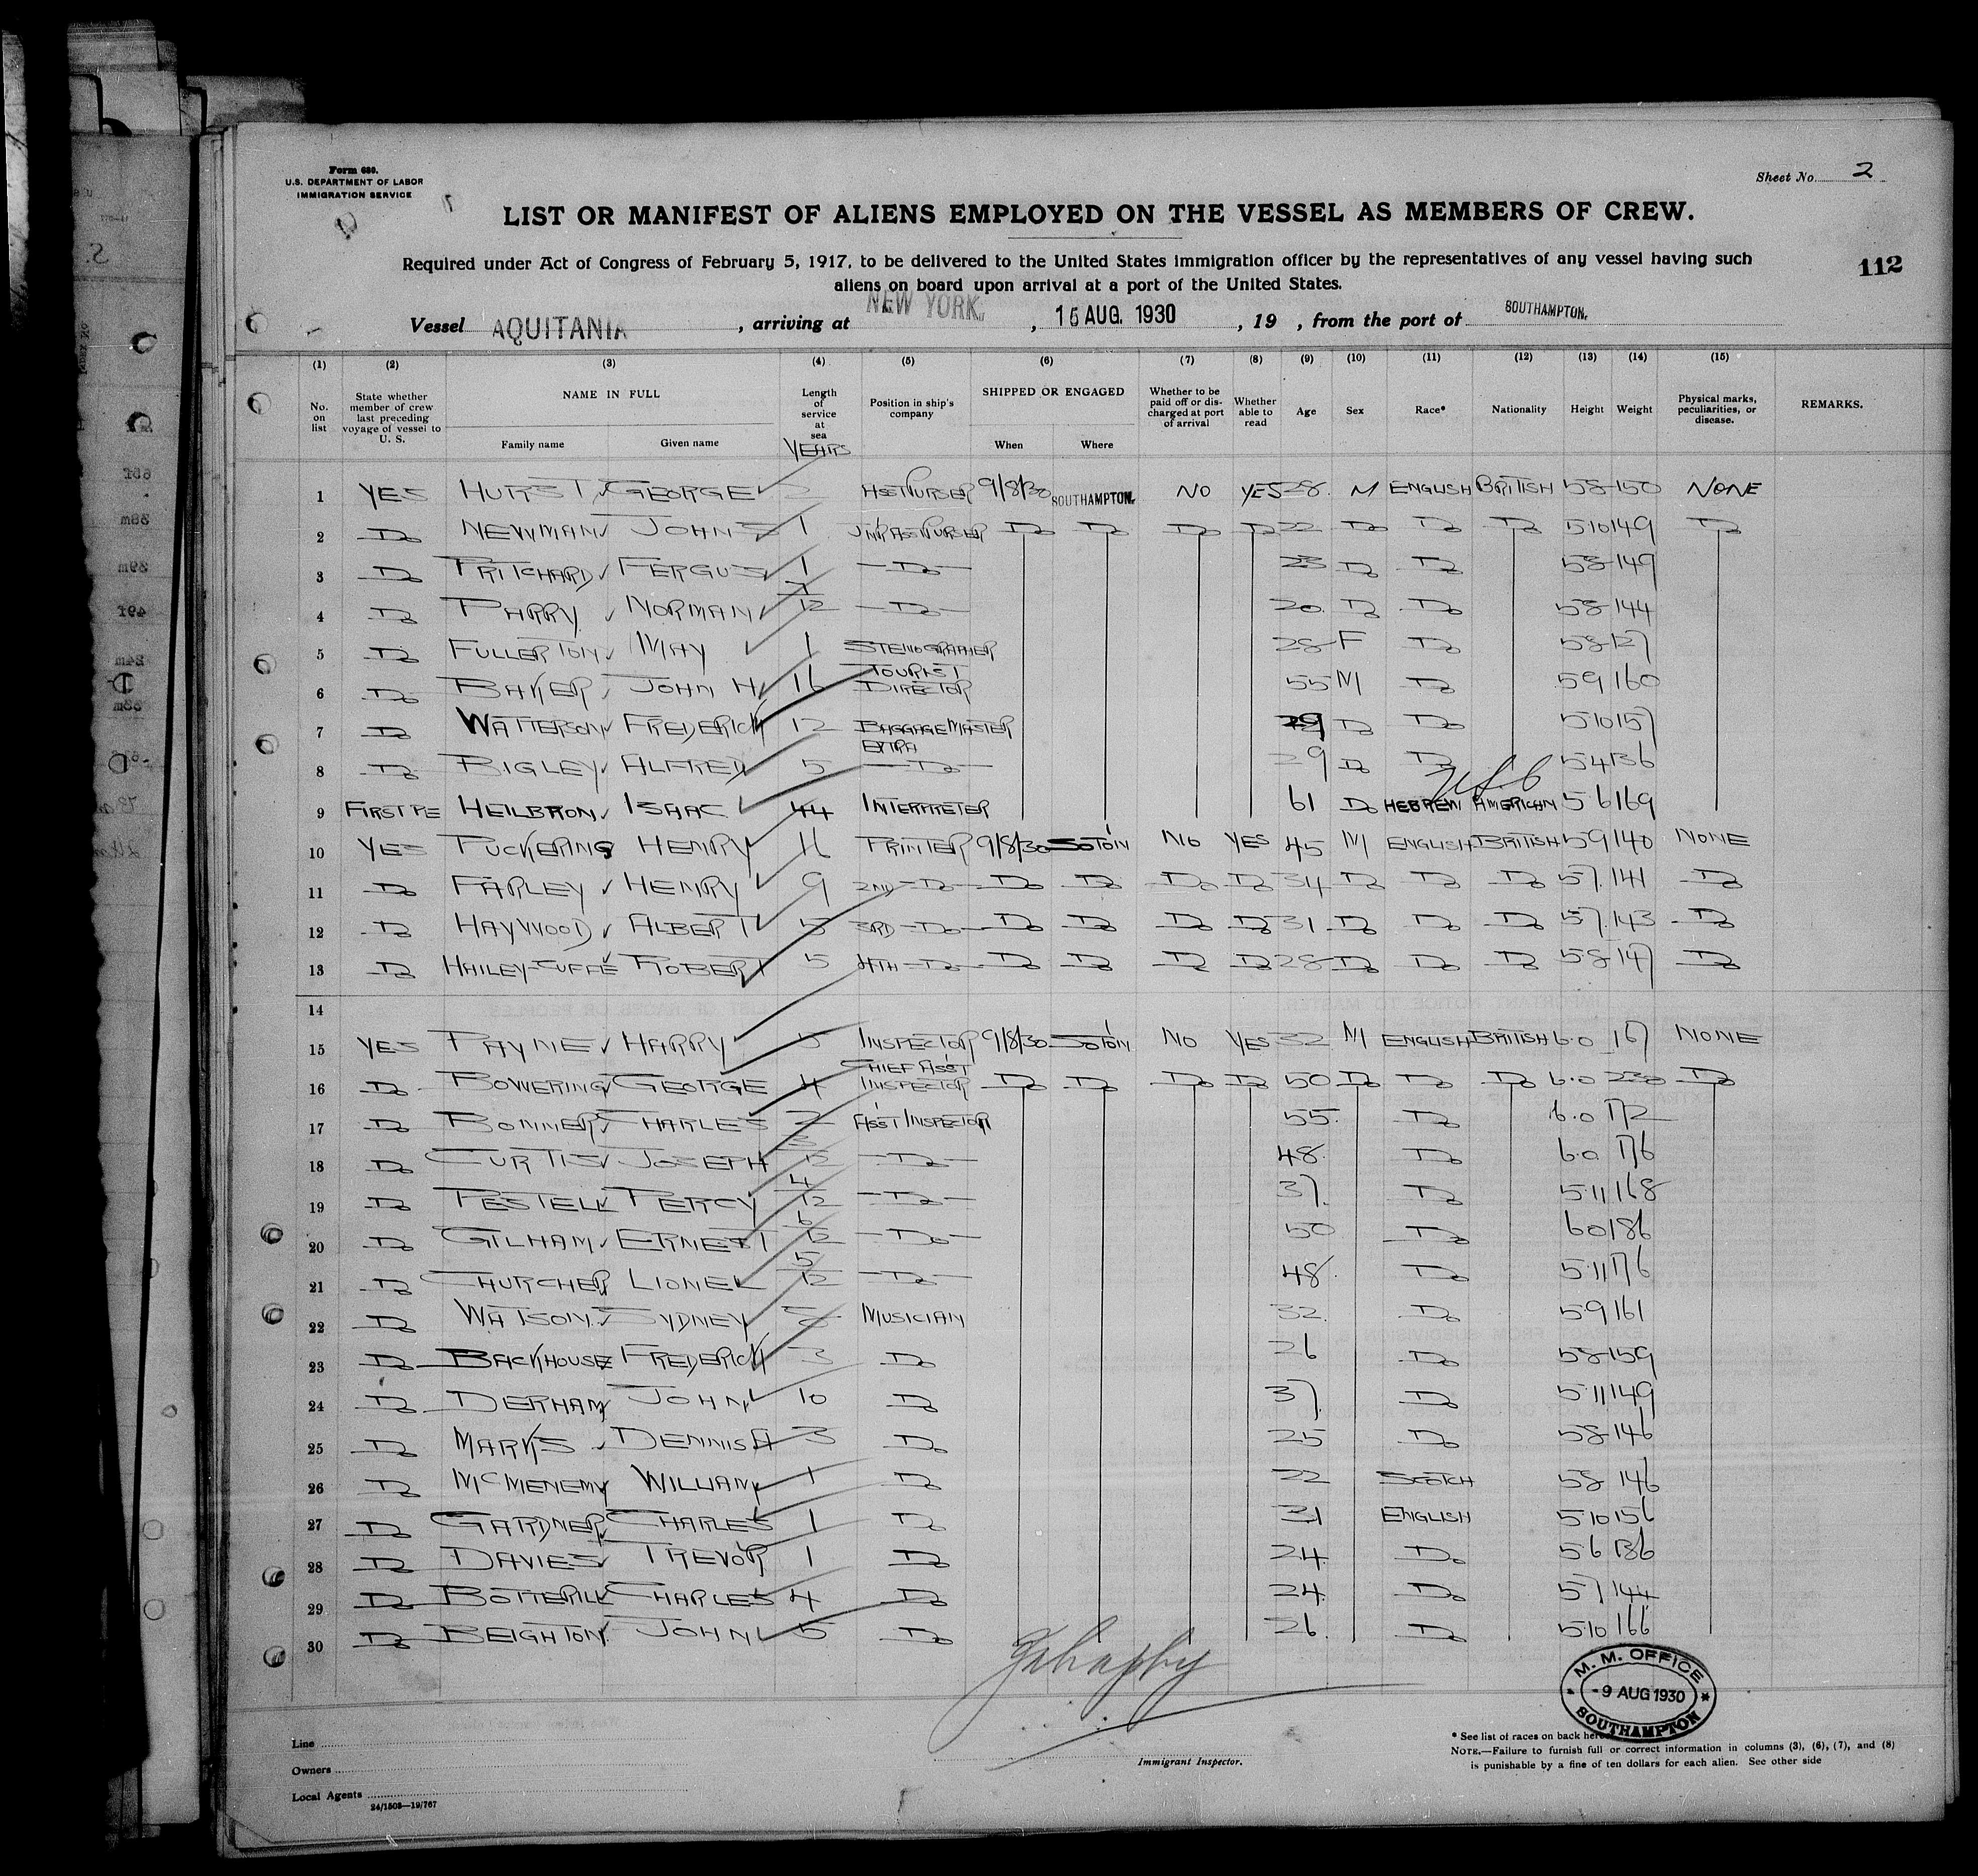 Form 680.
U.S. DEPARTMENT OF LABOR
IMMIGRATION SERVICE
Sheet No. 2
LIST OR MANIFEST OF ALIENS EMPLOYED ON THE VESSEL AS MEMBERS OF CREW.
112
Required under Act of Congress of February 5, 1917, to be delivered to the United States immigration officer by the representatives of any vessel having such
aliens on board upon arrival at a port of the United States.
Vessel AQUITANIA, arriving at NEW YORK., 16 AUG. 1930, 19 , from the port of SOUTHAMPTON.
(1) (2) (3) (4) (5) (6) (7) (8) (9) (10) (11) (12) (13) (14) (15)
No. on list State whether member of crew last preceding voyage of vessel to U. S. NAME IN FULL Family name Given name Length of service at sea YEARS Position in ship's company SHIPPED OR ENGAGED When Where Whether to be paid off or discharged at port of arrival Whether able to read Age Sex Race* Nationality Height Weight Physical marks, peculiarities, or disease. REMARKS.
1 YES HURST GEORGE ASST PURSER 9/8/30 SOUTHAMPTON. NO YES 28 M ENGLISH BRITISH 5·8 150 NONE
2 Do NEWMAN JOHN S 1 JNR ASS PURSER Do Do Do Do 22 Do Do Do 5·10 149 Do
3 Do PRITCHARD FERGUS 1 Do 23 Do Do 5·8 149
4 Do PARRY NORMAN 7/12 Do 20 Do Do 5·8 144
5 Do FULLERTON MAY 1 STENOGRAPHER 28 F Do 5·8 127
6 Do BAKER JOHN H 16 TOURIST DIRECTOR 55 M Do 5·9 160
7 Do WATTERSON FREDERICK 12 BAGGAGE MASTER 29 Do Do 5·10 157
8 Do BIGLEY ALFRED 5 EXTRA Do 29 Do Do 5·4 136
9 FIRST TIME HEILBRON ISAAC 44 INTERPRETER 61 Do HEBREW AMERICAN 5·6 169
10 YES PUCKERING HENRY 16 PRINTER 9/8/30 SO'TON NO YES 45 M ENGLISH BRITISH 5·9 140 NONE
11 Do FARLEY HENRY 9 2ND Do Do Do Do Do 34 Do Do Do 5·7 141 Do
12 Do HAYWOOD ALBERT 5 3RD Do Do Do Do Do 31 Do Do Do 5·7 143 Do
13 Do HAILEY-CUFFE ROBERT 5 4TH Do Do Do Do Do 28 Do Do Do 5·8 147 Do
14
15 YES PAYNE HARRY 5 INSPECTOR 9/8/30 SO'TON NO YES 32 M ENGLISH BRITISH 6·0 167 NONE
16 Do BOWERING GEORGE 4 CHIEF ASST INSPECTOR Do Do Do Do 50 Do Do Do 6·0 230 Do
17 Do BONNER CHARLES 2 ASST INSPECTOR 55 Do 6·0 172
18 Do CURTIS JOSEPH 3/12 Do 48 Do 6·0 176
19 Do PESTELL PERCY 4/12 Do 37 Do 5·11 168
20 Do GILHAM ERNEST 6/12 Do 50 Do 6·0 186
21 Do CHURCHER LIONEL 5/12 Do 48 Do 5·11 176
22 Do WATSON SYDNEY MUSICIAN 32 Do 5·9 161
23 Do BACKHOUSE FREDERICK 3 Do 26 Do 5·8 159
24 Do DERHAM JOHN 10 Do 37 Do 5·11 149
25 Do MARKS DENNIS A 3 Do 25 Do 5·8 146
26 Do McMENEMY WILLIAM 1 Do 22 SCOTCH 5·8 146
27 Do GARDNER CHARLES 1 Do 31 ENGLISH 5·10 156
28 Do DAVIES TREVOR 1 Do 24 Do 5·6 136
29 Do BOTTERILL CHARLES 4 Do 24 Do 5·7 144
30 Do BEIGHTON JOHN 5 Do 26 Do 5·10 166
M. M. OFFICE
- 9 AUG 1930
SOUTHAMPTON
Line
Owners
Local Agents
24/1508—19/767
Immigrant Inspector.
* See list of races on back
NOTE.—Failure to furnish full or correct information in columns (3), (6), (7), and (8)
is punishable by a fine of ten dollars for each alien. See other side